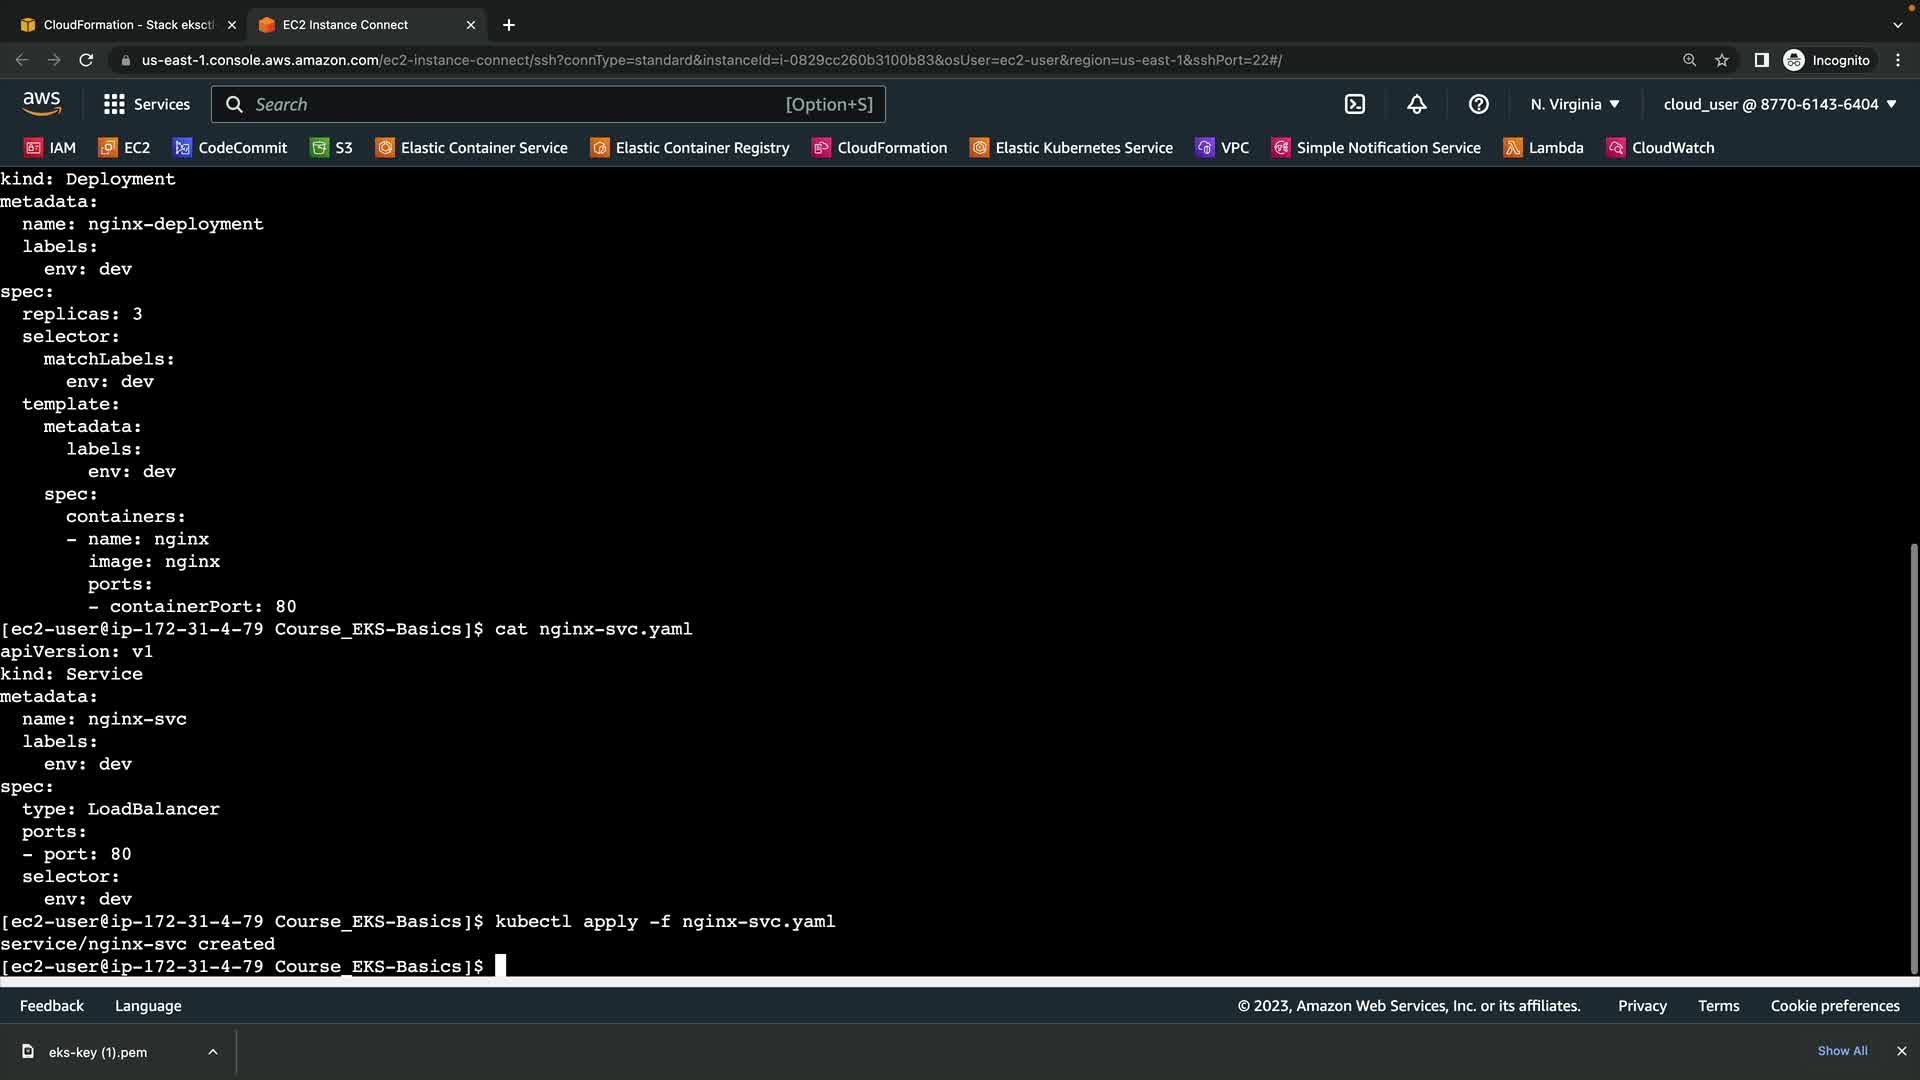 CloudFormation - Stack eksctl
EC2 Instance Connect
us-east-1.console.aws.amazon.com/ec2-instance-connect/ssh?connType=standard&instanceId=i-0829cc260b3100b83&osUser=ec2-user&region=us-east-1&sshPort=22#/
Incognito
aws
Services
Search
[Option+S]
N. Virginia
cloud_user @ 8770-6143-6404
IAM
EC2
CodeCommit
S3
Elastic Container Service
Elastic Container Registry
CloudFormation
Elastic Kubernetes Service
VPC
Simple Notification Service
Lambda
CloudWatch
kind: Deployment
metadata:
  name: nginx-deployment
  labels:
    env: dev
spec:
  replicas: 3
  selector:
    matchLabels:
      env: dev
  template:
    metadata:
      labels:
        env: dev
    spec:
      containers:
      - name: nginx
        image: nginx
        ports:
        - containerPort: 80
[ec2-user@ip-172-31-4-79 Course_EKS-Basics]$ cat nginx-svc.yaml
apiVersion: v1
kind: Service
metadata:
  name: nginx-svc
  labels:
    env: dev
spec:
  type: LoadBalancer
  ports:
  - port: 80
  selector:
    env: dev
[ec2-user@ip-172-31-4-79 Course_EKS-Basics]$ kubectl apply -f nginx-svc.yaml
service/nginx-svc created
[ec2-user@ip-172-31-4-79 Course_EKS-Basics]$
Feedback
Language
© 2023, Amazon Web Services, Inc. or its affiliates.
Privacy
Terms
Cookie preferences
eks-key (1).pem
Show All